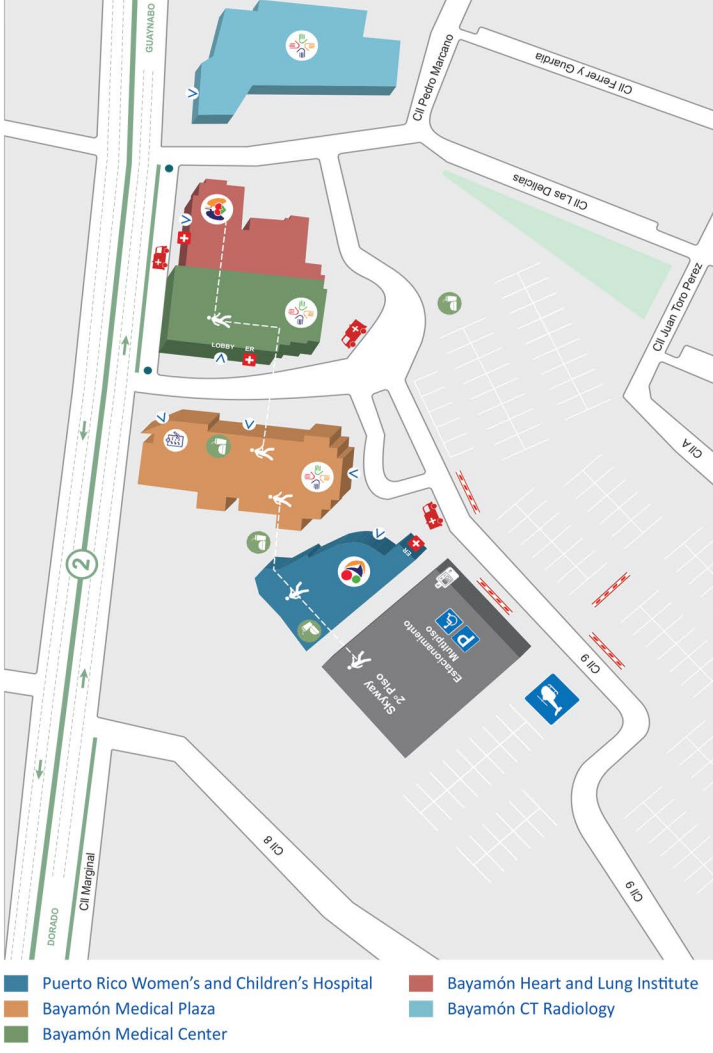 GUAYNABO
Cll Pedro Marcano
Cll Ferrer y Guardia
Cll Las Delicias
Cll Juan Toro Perez
Cll A
LOBBY
ER
ER
2
P
Estacionamiento
Multipiso
Skyway
2º Piso
Cll 9
Cll 8
Cll 9
Cll Marginal
DORADO
Puerto Rico Women's and Children's Hospital
Bayamón Medical Plaza
Bayamón Medical Center
Bayamón Heart and Lung Institute
Bayamón CT Radiology